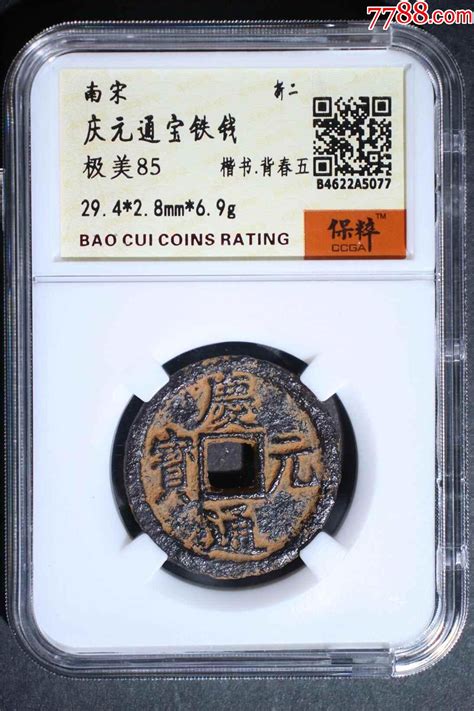 7788.com
南宋 折二
庆元通宝铁钱
极美85 楷书.背春五
B4622A5077
29.4*2.8mm*6.9g
BAO CUI COINS RATING
保粹™
CCGA
慶元通寶